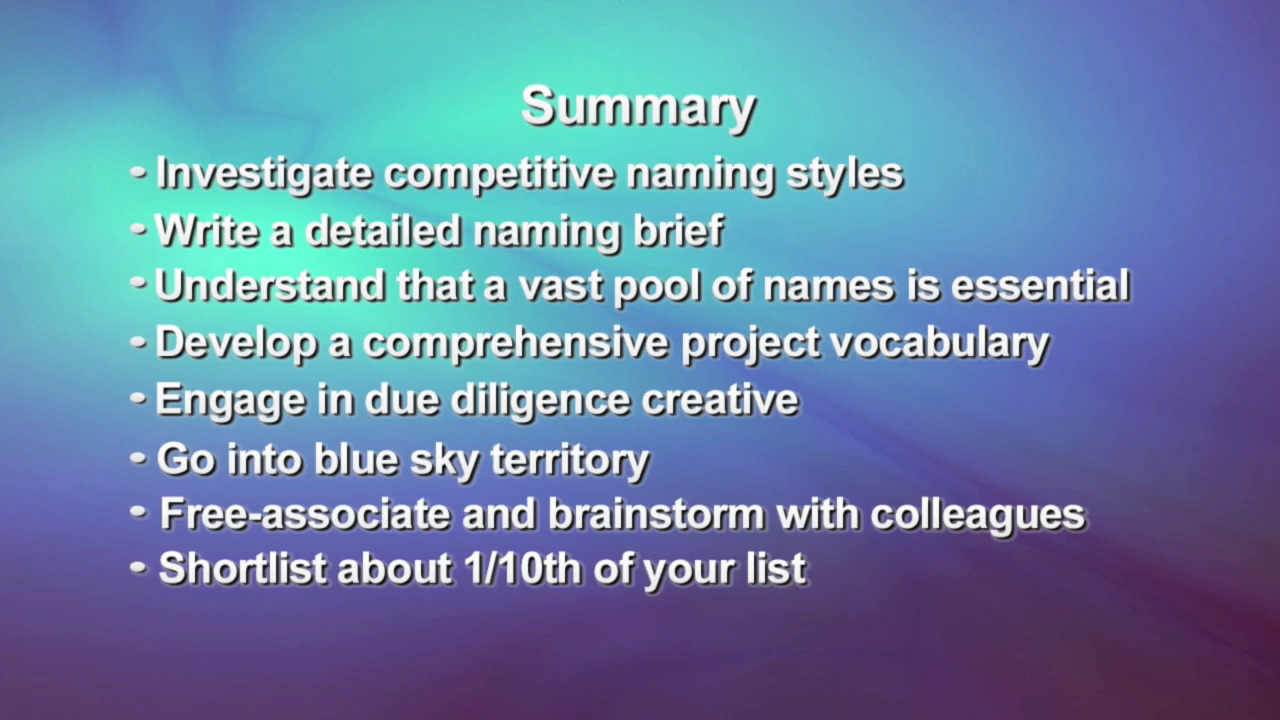 Summary
• Investigate competitive naming styles
• Write a detailed naming brief
• Understand that a vast pool of names is essential
• Develop a comprehensive project vocabulary
• Engage in due diligence creative
• Go into blue sky territory
• Free-associate and brainstorm with colleagues
• Shortlist about 1/10th of your list